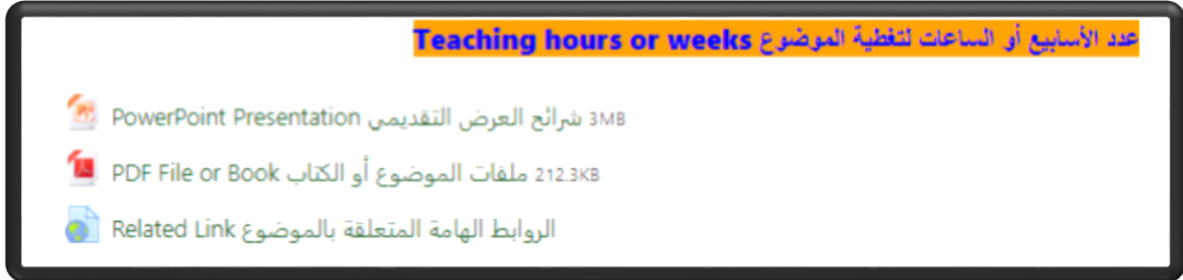 عدد الأسابيع أو الساعات لتغطية الموضوع Teaching hours or weeks
PowerPoint Presentation شرائح العرض التقديمي 3MB
PDF File or Book ملفات الموضوع أو الكتاب 212.3KB
Related Link الروابط الهامة المتعلقة بالموضوع